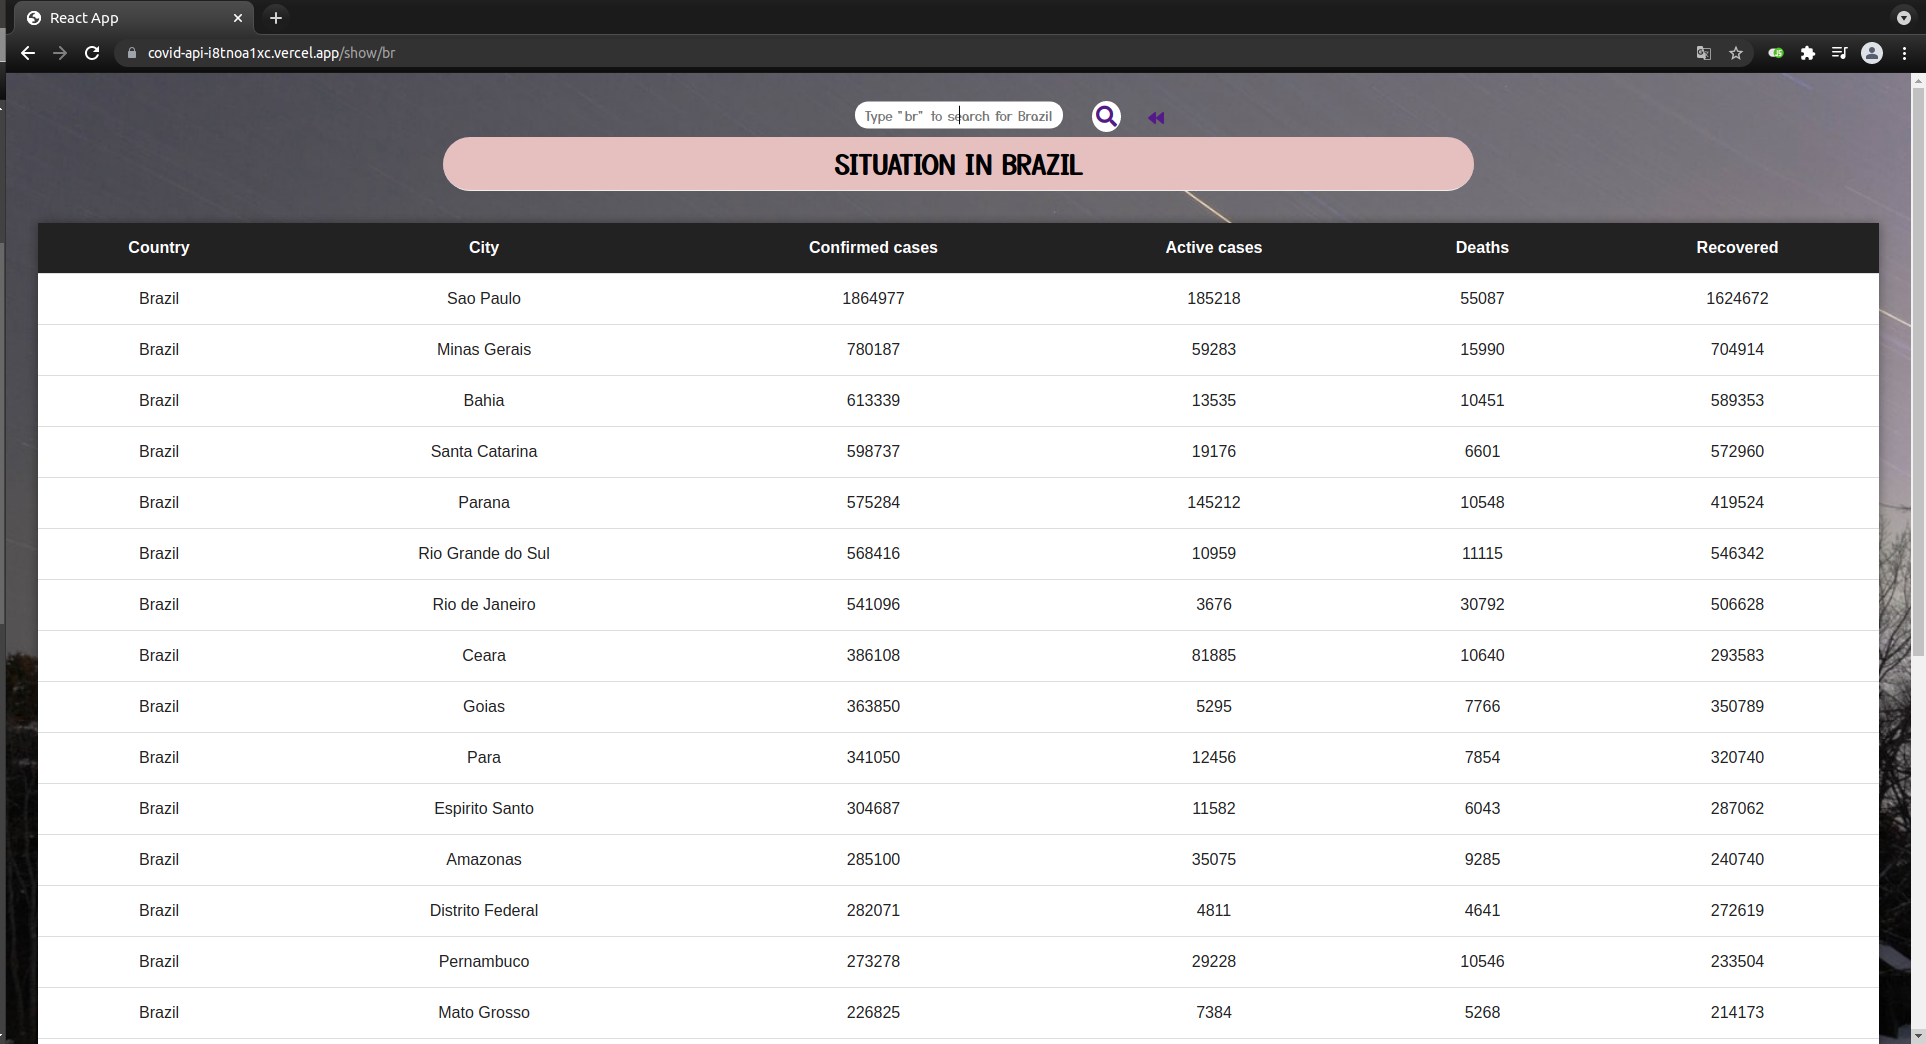 React App
covid-api-i8tnoa1xc.vercel.app/show/br
Type "br" to search for Brazil
SITUATION IN BRAZIL
Country City Confirmed cases Active cases Deaths Recovered
Brazil Sao Paulo 1864977 185218 55087 1624672
Brazil Minas Gerais 780187 59283 15990 704914
Brazil Bahia 613339 13535 10451 589353
Brazil Santa Catarina 598737 19176 6601 572960
Brazil Parana 575284 145212 10548 419524
Brazil Rio Grande do Sul 568416 10959 11115 546342
Brazil Rio de Janeiro 541096 3676 30792 506628
Brazil Ceara 386108 81885 10640 293583
Brazil Goias 363850 5295 7766 350789
Brazil Para 341050 12456 7854 320740
Brazil Espirito Santo 304687 11582 6043 287062
Brazil Amazonas 285100 35075 9285 240740
Brazil Distrito Federal 282071 4811 4641 272619
Brazil Pernambuco 273278 29228 10546 233504
Brazil Mato Grosso 226825 7384 5268 214173